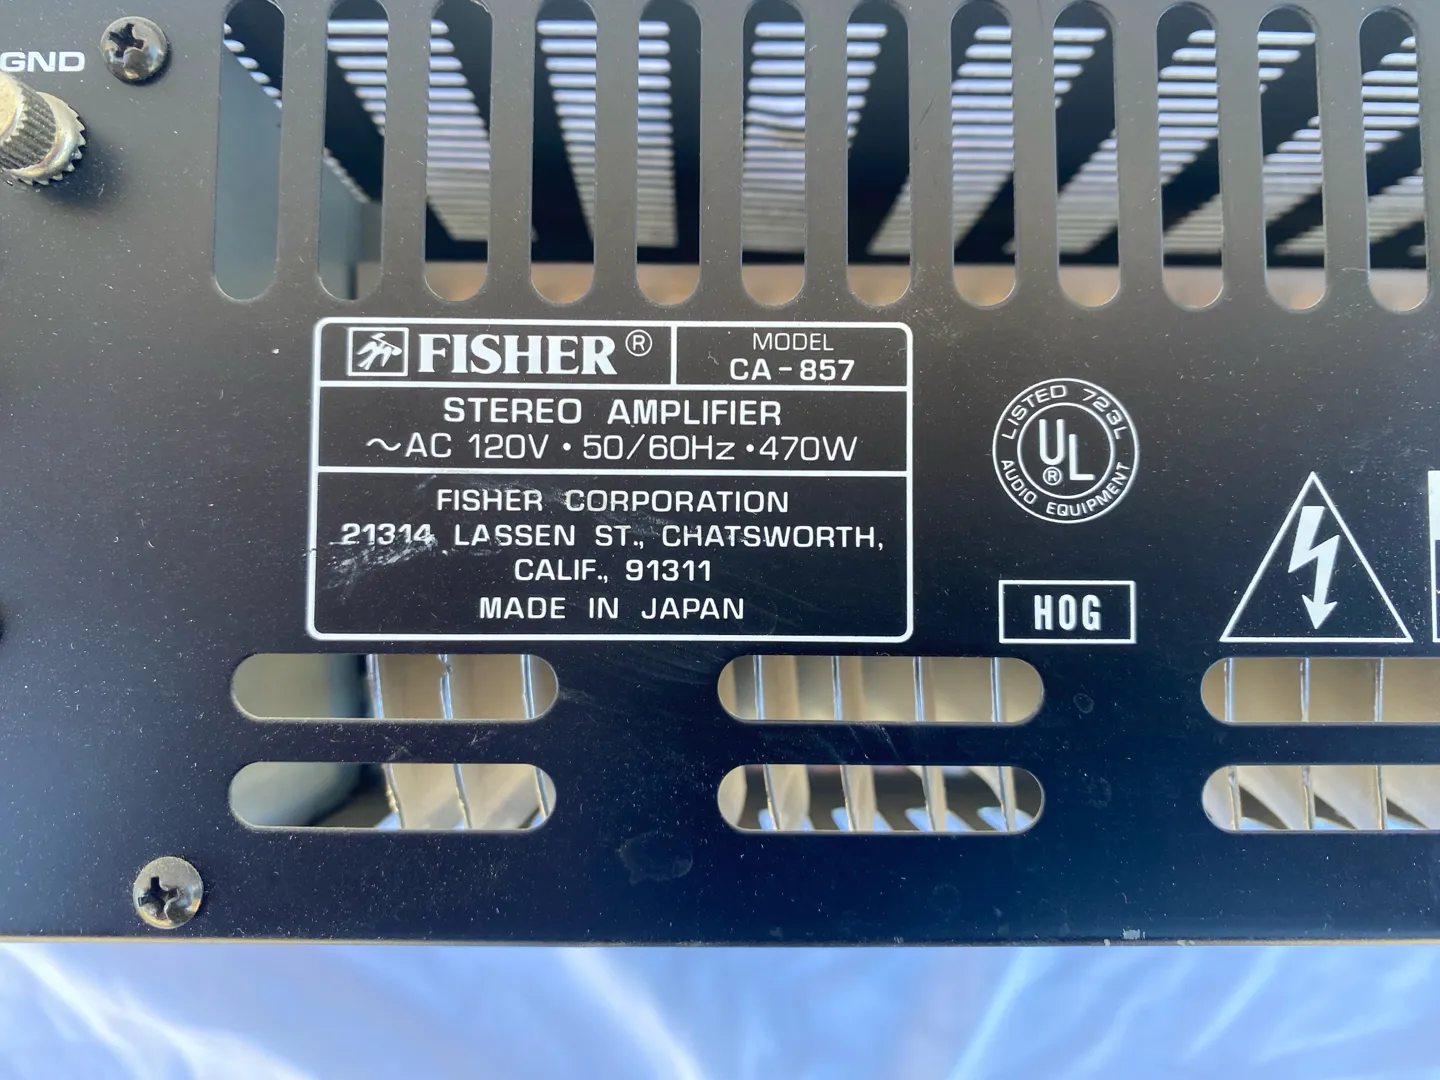 GND
FISHER®
MODEL
CA-857
STEREO AMPLIFIER
~AC 120V • 50/60Hz • 470W
FISHER CORPORATION
21314 LASSEN ST., CHATSWORTH,
CALIF., 91311
MADE IN JAPAN
LISTED 723L
UL®
AUDIO EQUIPMENT
HOG